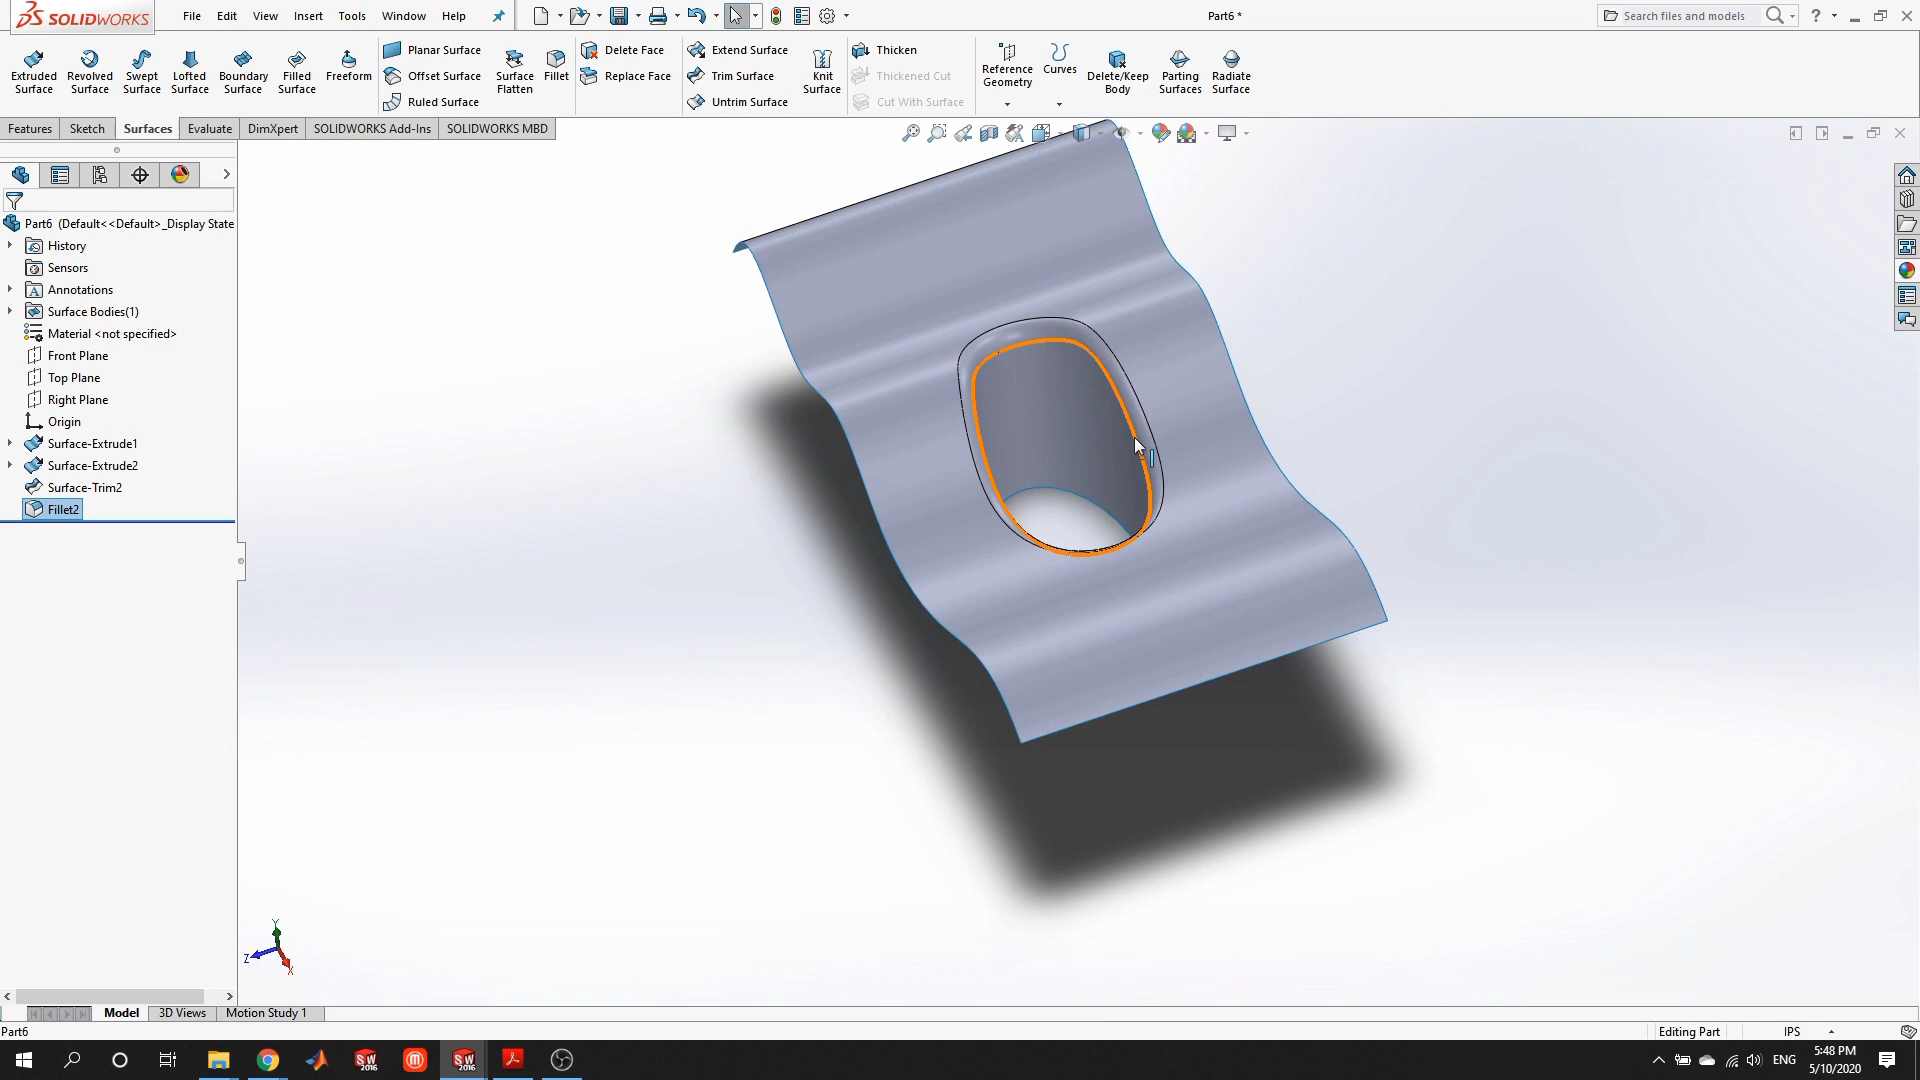 SOLIDWORKS
File Edit View Insert Tools Window Help
Part6 *
Search files and models
?
Extruded Surface
Revolved Surface
Swept Surface
Lofted Surface
Boundary Surface
Filled Surface
Freeform
Planar Surface
Offset Surface
Ruled Surface
Surface Flatten
Fillet
Delete Face
Replace Face
Extend Surface
Trim Surface
Untrim Surface
Knit Surface
Thicken
Thickened Cut
Cut With Surface
Reference Geometry
Curves
Delete/Keep Body
Parting Surfaces
Radiate Surface
Features Sketch Surfaces Evaluate DimXpert SOLIDWORKS Add-Ins SOLIDWORKS MBD
Part6 (Default<<Default>_Display State
History
Sensors
A Annotations
Surface Bodies(1)
Material <not specified>
Front Plane
Top Plane
Right Plane
Origin
Surface-Extrude1
Surface-Extrude2
Surface-Trim2
Fillet2
Y
Z
X
Model 3D Views Motion Study 1
Part6
Editing Part
IPS
SW 2016
SW 2016
ENG
5:48 PM
5/10/2020